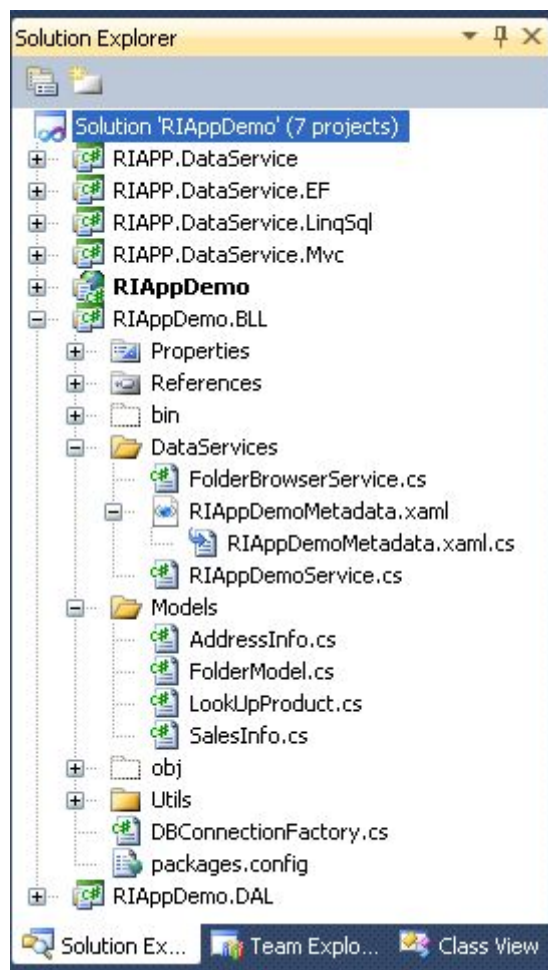 Solution Explorer
Solution 'RIAppDemo' (7 projects)
RIAPP.DataService
RIAPP.DataService.EF
RIAPP.DataService.LinqSql
RIAPP.DataService.Mvc
RIAppDemo
RIAppDemo.BLL
Properties
References
bin
DataServices
FolderBrowserService.cs
RIAppDemoMetadata.xaml
RIAppDemoMetadata.xaml.cs
RIAppDemoService.cs
Models
AddressInfo.cs
FolderModel.cs
LookUpProduct.cs
SalesInfo.cs
obj
Utils
DBConnectionFactory.cs
packages.config
RIAppDemo.DAL
Solution Ex... Team Explo... Class View